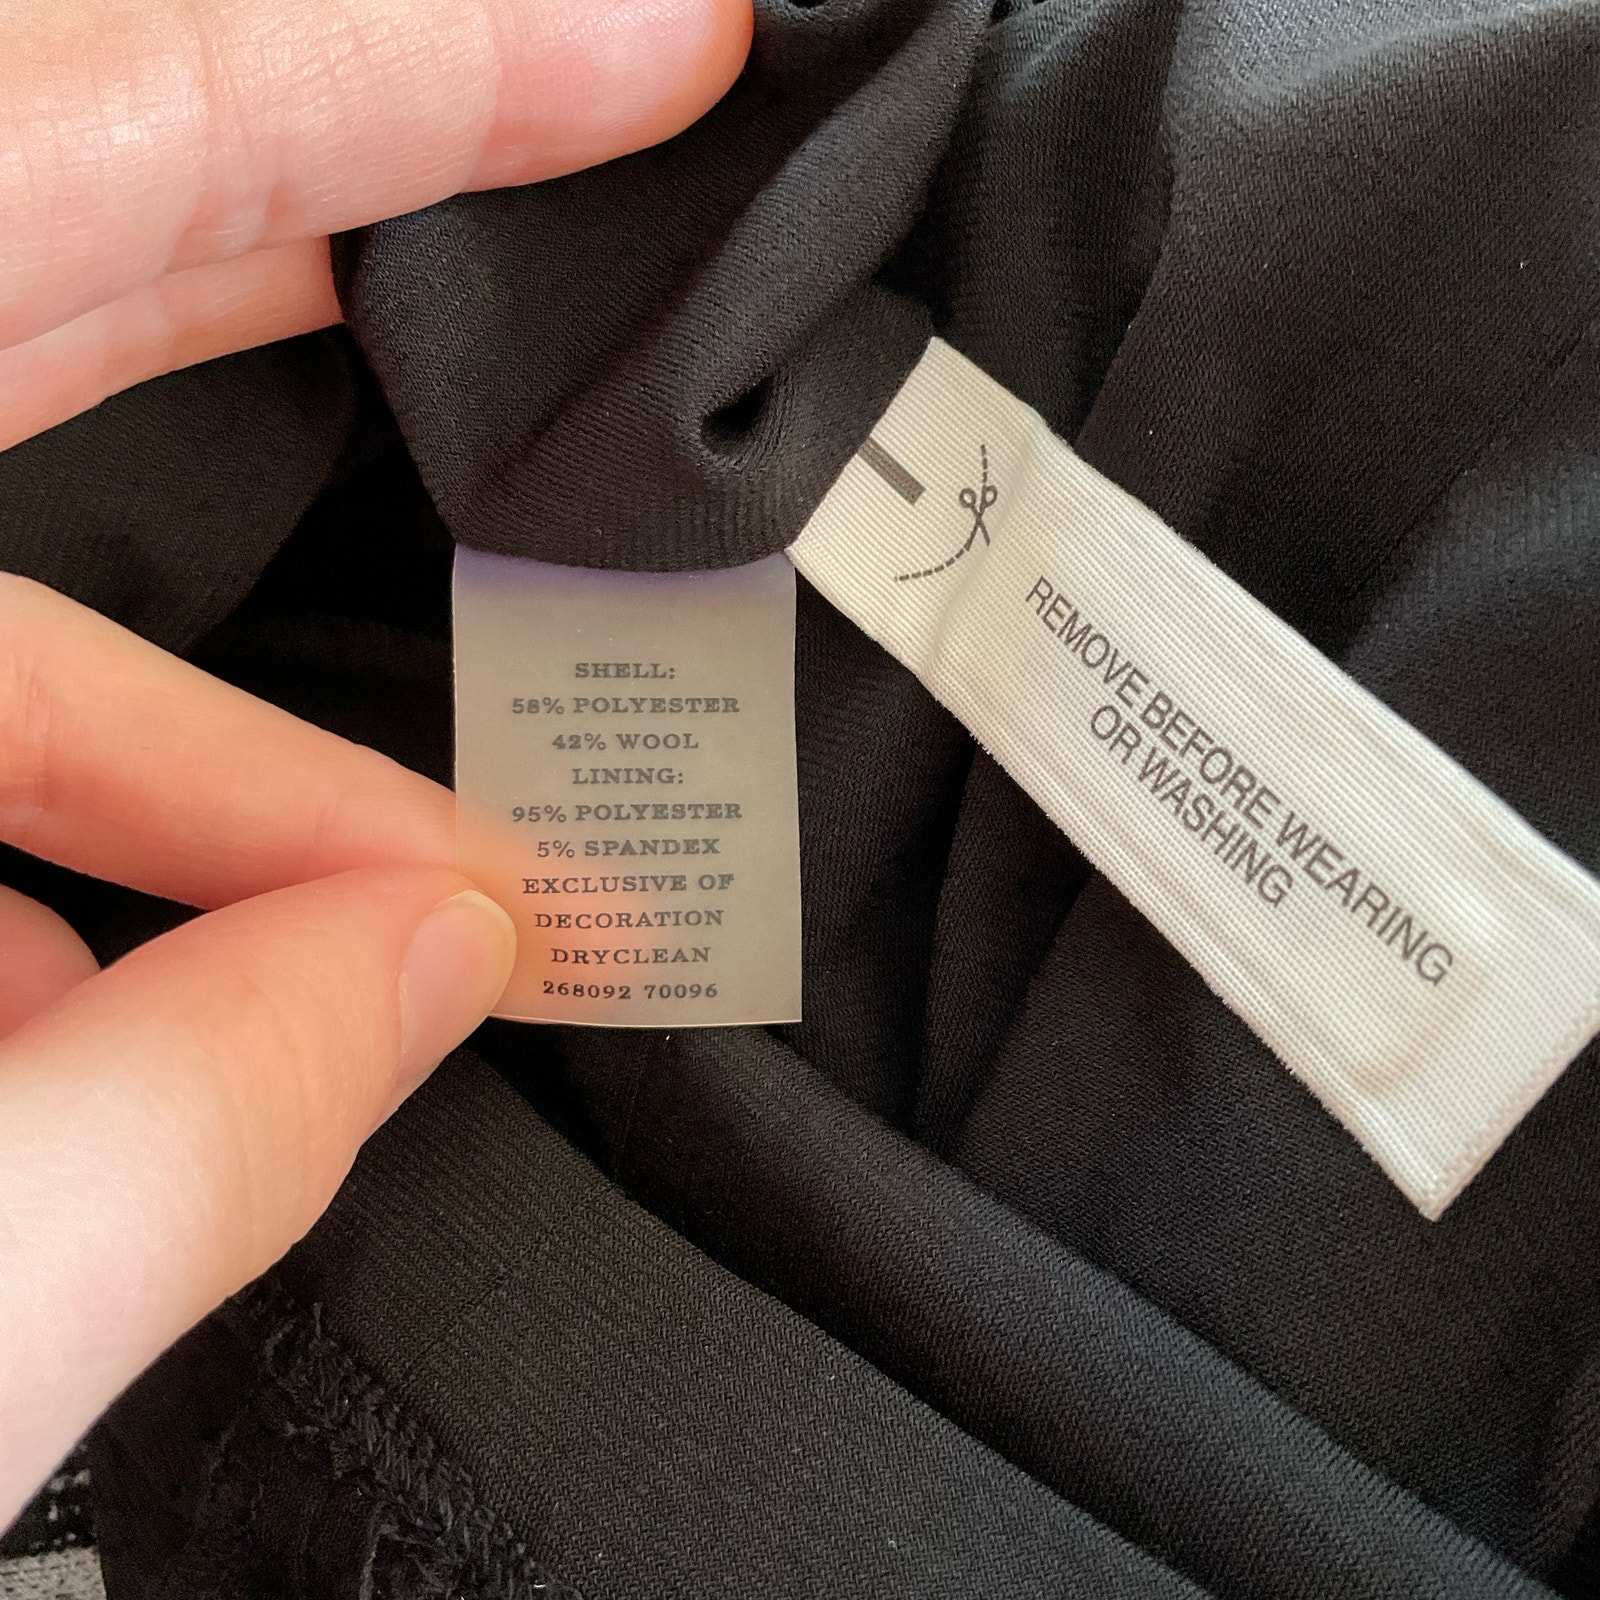 SHELL:
58% POLYESTER
42% WOOL
LINING:
95% POLYESTER
5% SPANDEX
EXCLUSIVE OF
DECORATION
DRYCLEAN
268092 70096
REMOVE BEFORE WEARING
OR WASHING